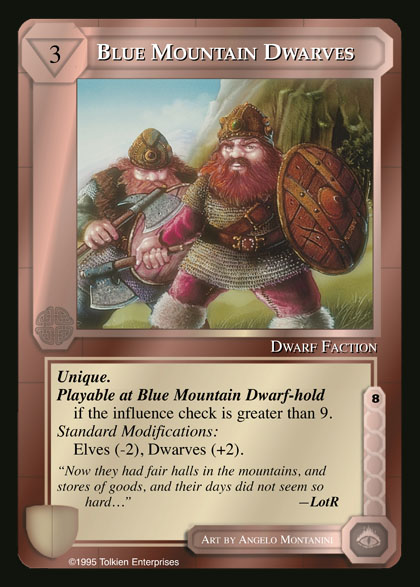 3
Blue Mountain Dwarves
Dwarf Faction
Unique.
Playable at Blue Mountain Dwarf-hold
if the influence check is greater than 9.
Standard Modifications:
Elves (-2), Dwarves (+2).
“Now they had fair halls in the mountains, and
stores of goods, and their days did not seem so
hard…” –LotR
8
Art by Angelo Montanini
©1995 Tolkien Enterprises